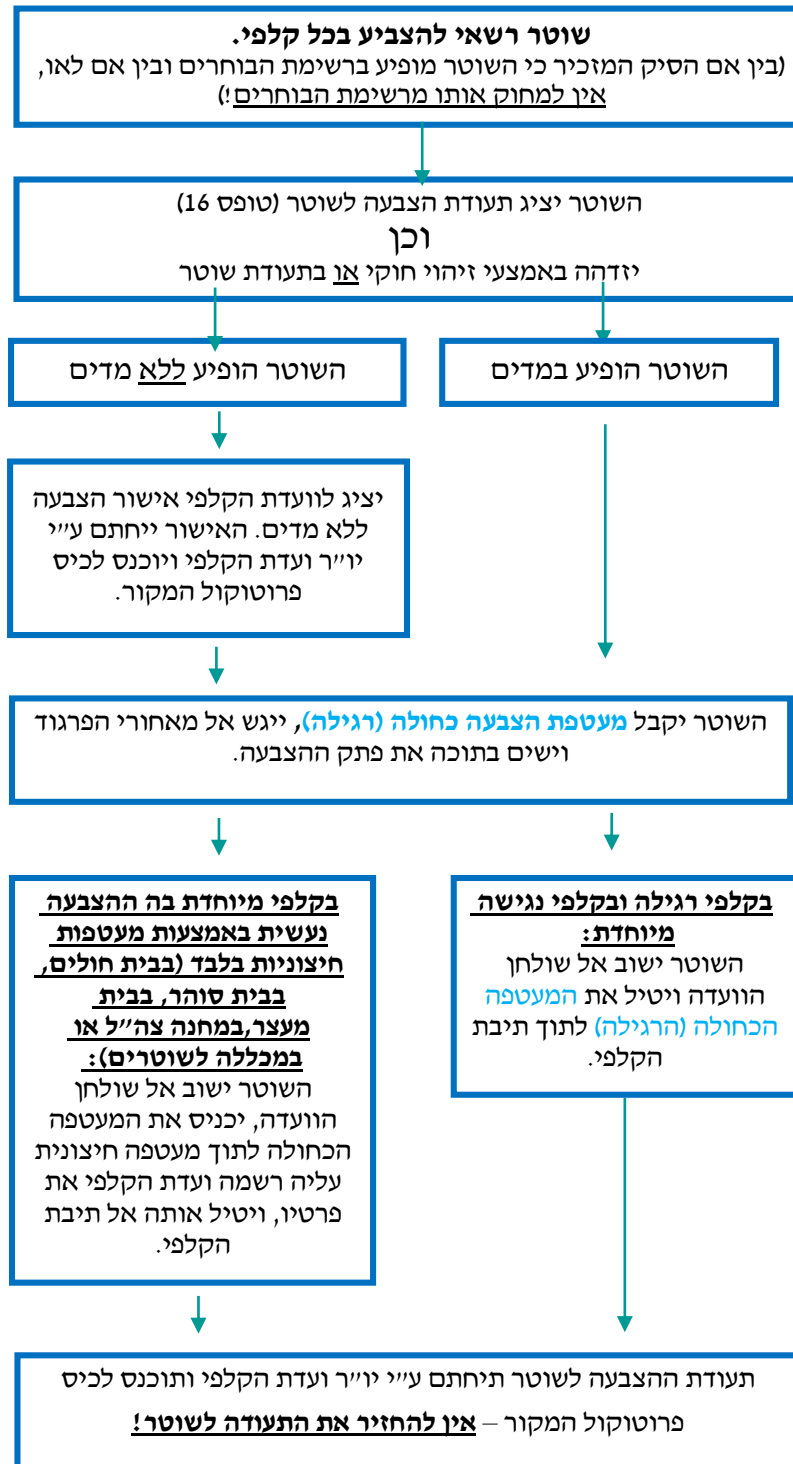 שוטר רשאי להצביע בכל קלפי.
(בין אם הסיק המזכיר כי השוטר מופיע ברשימת הבוחרים ובין אם לאו,
אין למחוק אותו מרשימת הבוחרים!)
השוטר יציג תעודת הצבעה לשוטר (טופס 16)
וכן
יזדהה באמצעי זיהוי חוקי או בתעודת שוטר
השוטר הופיע במדים
השוטר הופיע ללא מדים
יציג לוועדת הקלפי אישור הצבעה
ללא מדים. האישור ייחתם ע״י
יו״ר ועדת הקלפי ויוכנס לכיס
פרוטוקול המקור.
השוטר יקבל מעטפת הצבעה כחולה (רגילה), ייגש אל מאחורי הפרגוד
וישים בתוכה את פתק ההצבעה.
בקלפי רגילה ובקלפי נגישה
מיוחדת:
השוטר ישוב אל שולחן
הוועדה ויטיל את המעטפה
הכחולה (הרגילה) לתוך תיבת
הקלפי.
בקלפי מיוחדת בה ההצבעה
נעשית באמצעות מעטפות
חיצוניות בלבד (בבית חולים,
בבית סוהר, בבית
מעצר,במחנה צה״ל או
במכללה לשוטרים):
השוטר ישוב אל שולחן
הוועדה, יכניס את המעטפה
הכחולה לתוך מעטפה חיצונית
עליה רשמה ועדת הקלפי את
פרטיו, ויטיל אותה אל תיבת
הקלפי.
תעודת ההצבעה לשוטר תיחתם ע״י יו״ר ועדת הקלפי ותוכנס לכיס
פרוטוקול המקור – אין להחזיר את התעודה לשוטר!